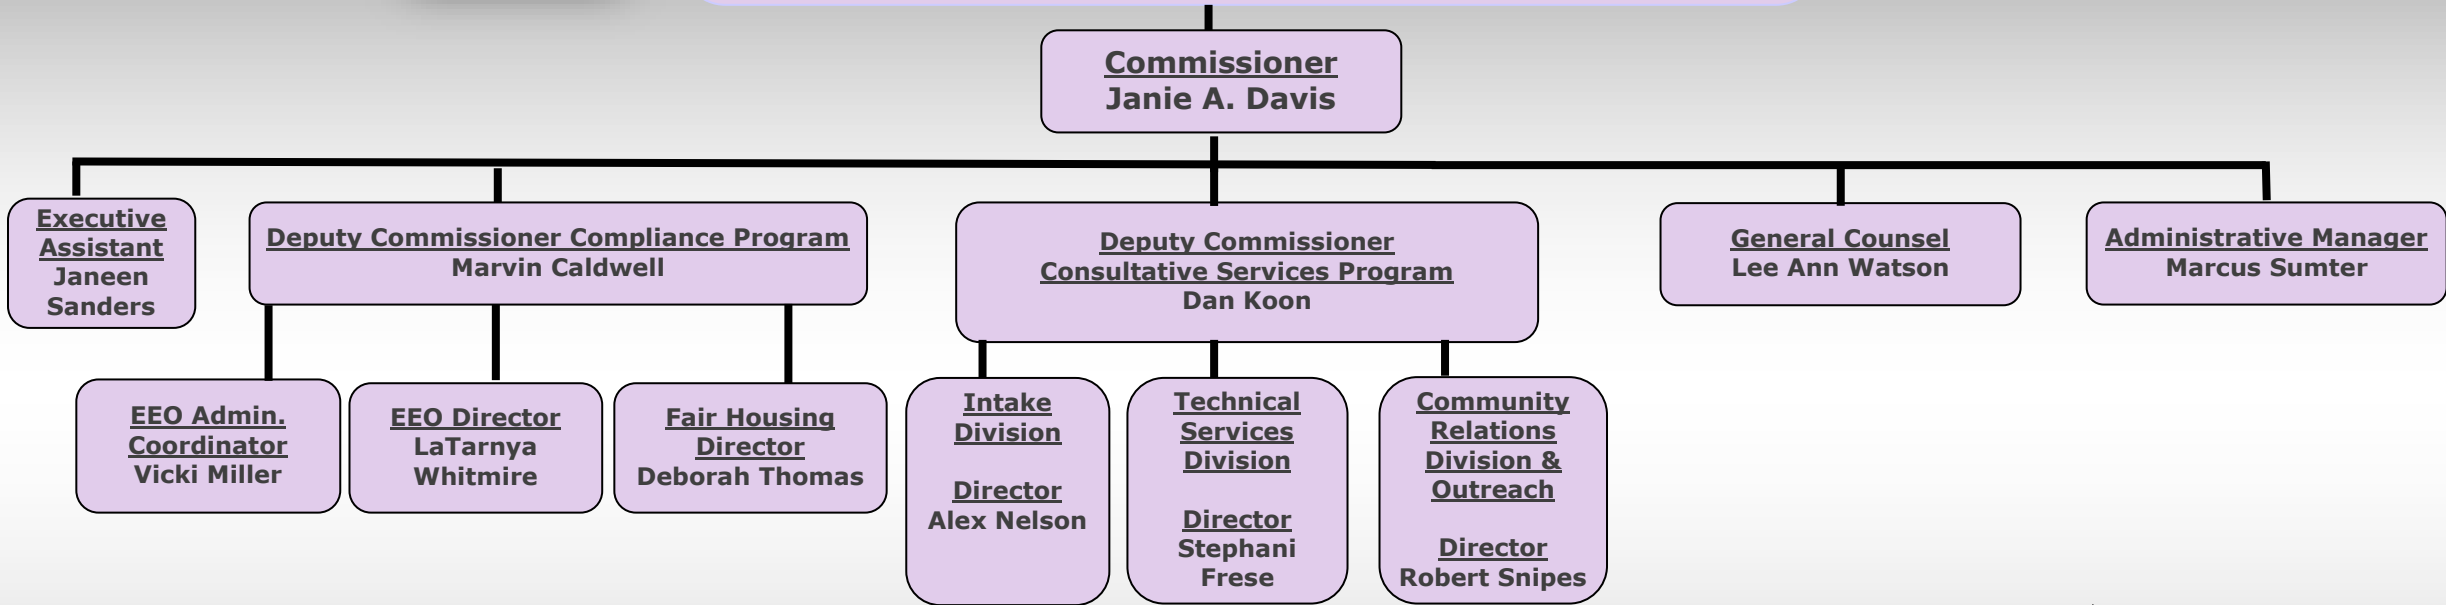 Commissioner
Janie A. Davis
Executive
Assistant
Janeen
Sanders
Deputy Commissioner Compliance Program
Marvin Caldwell
Deputy Commissioner
Consultative Services Program
Dan Koon
General Counsel
Lee Ann Watson
Administrative Manager
Marcus Sumter
EEO Admin.
Coordinator
Vicki Miller
EEO Director
LaTarnya
Whitmire
Fair Housing
Director
Deborah Thomas
Intake
Division
Director
Alex Nelson
Technical
Services
Division
Director
Stephani
Frese
Community
Relations
Division &
Outreach
Director
Robert Snipes